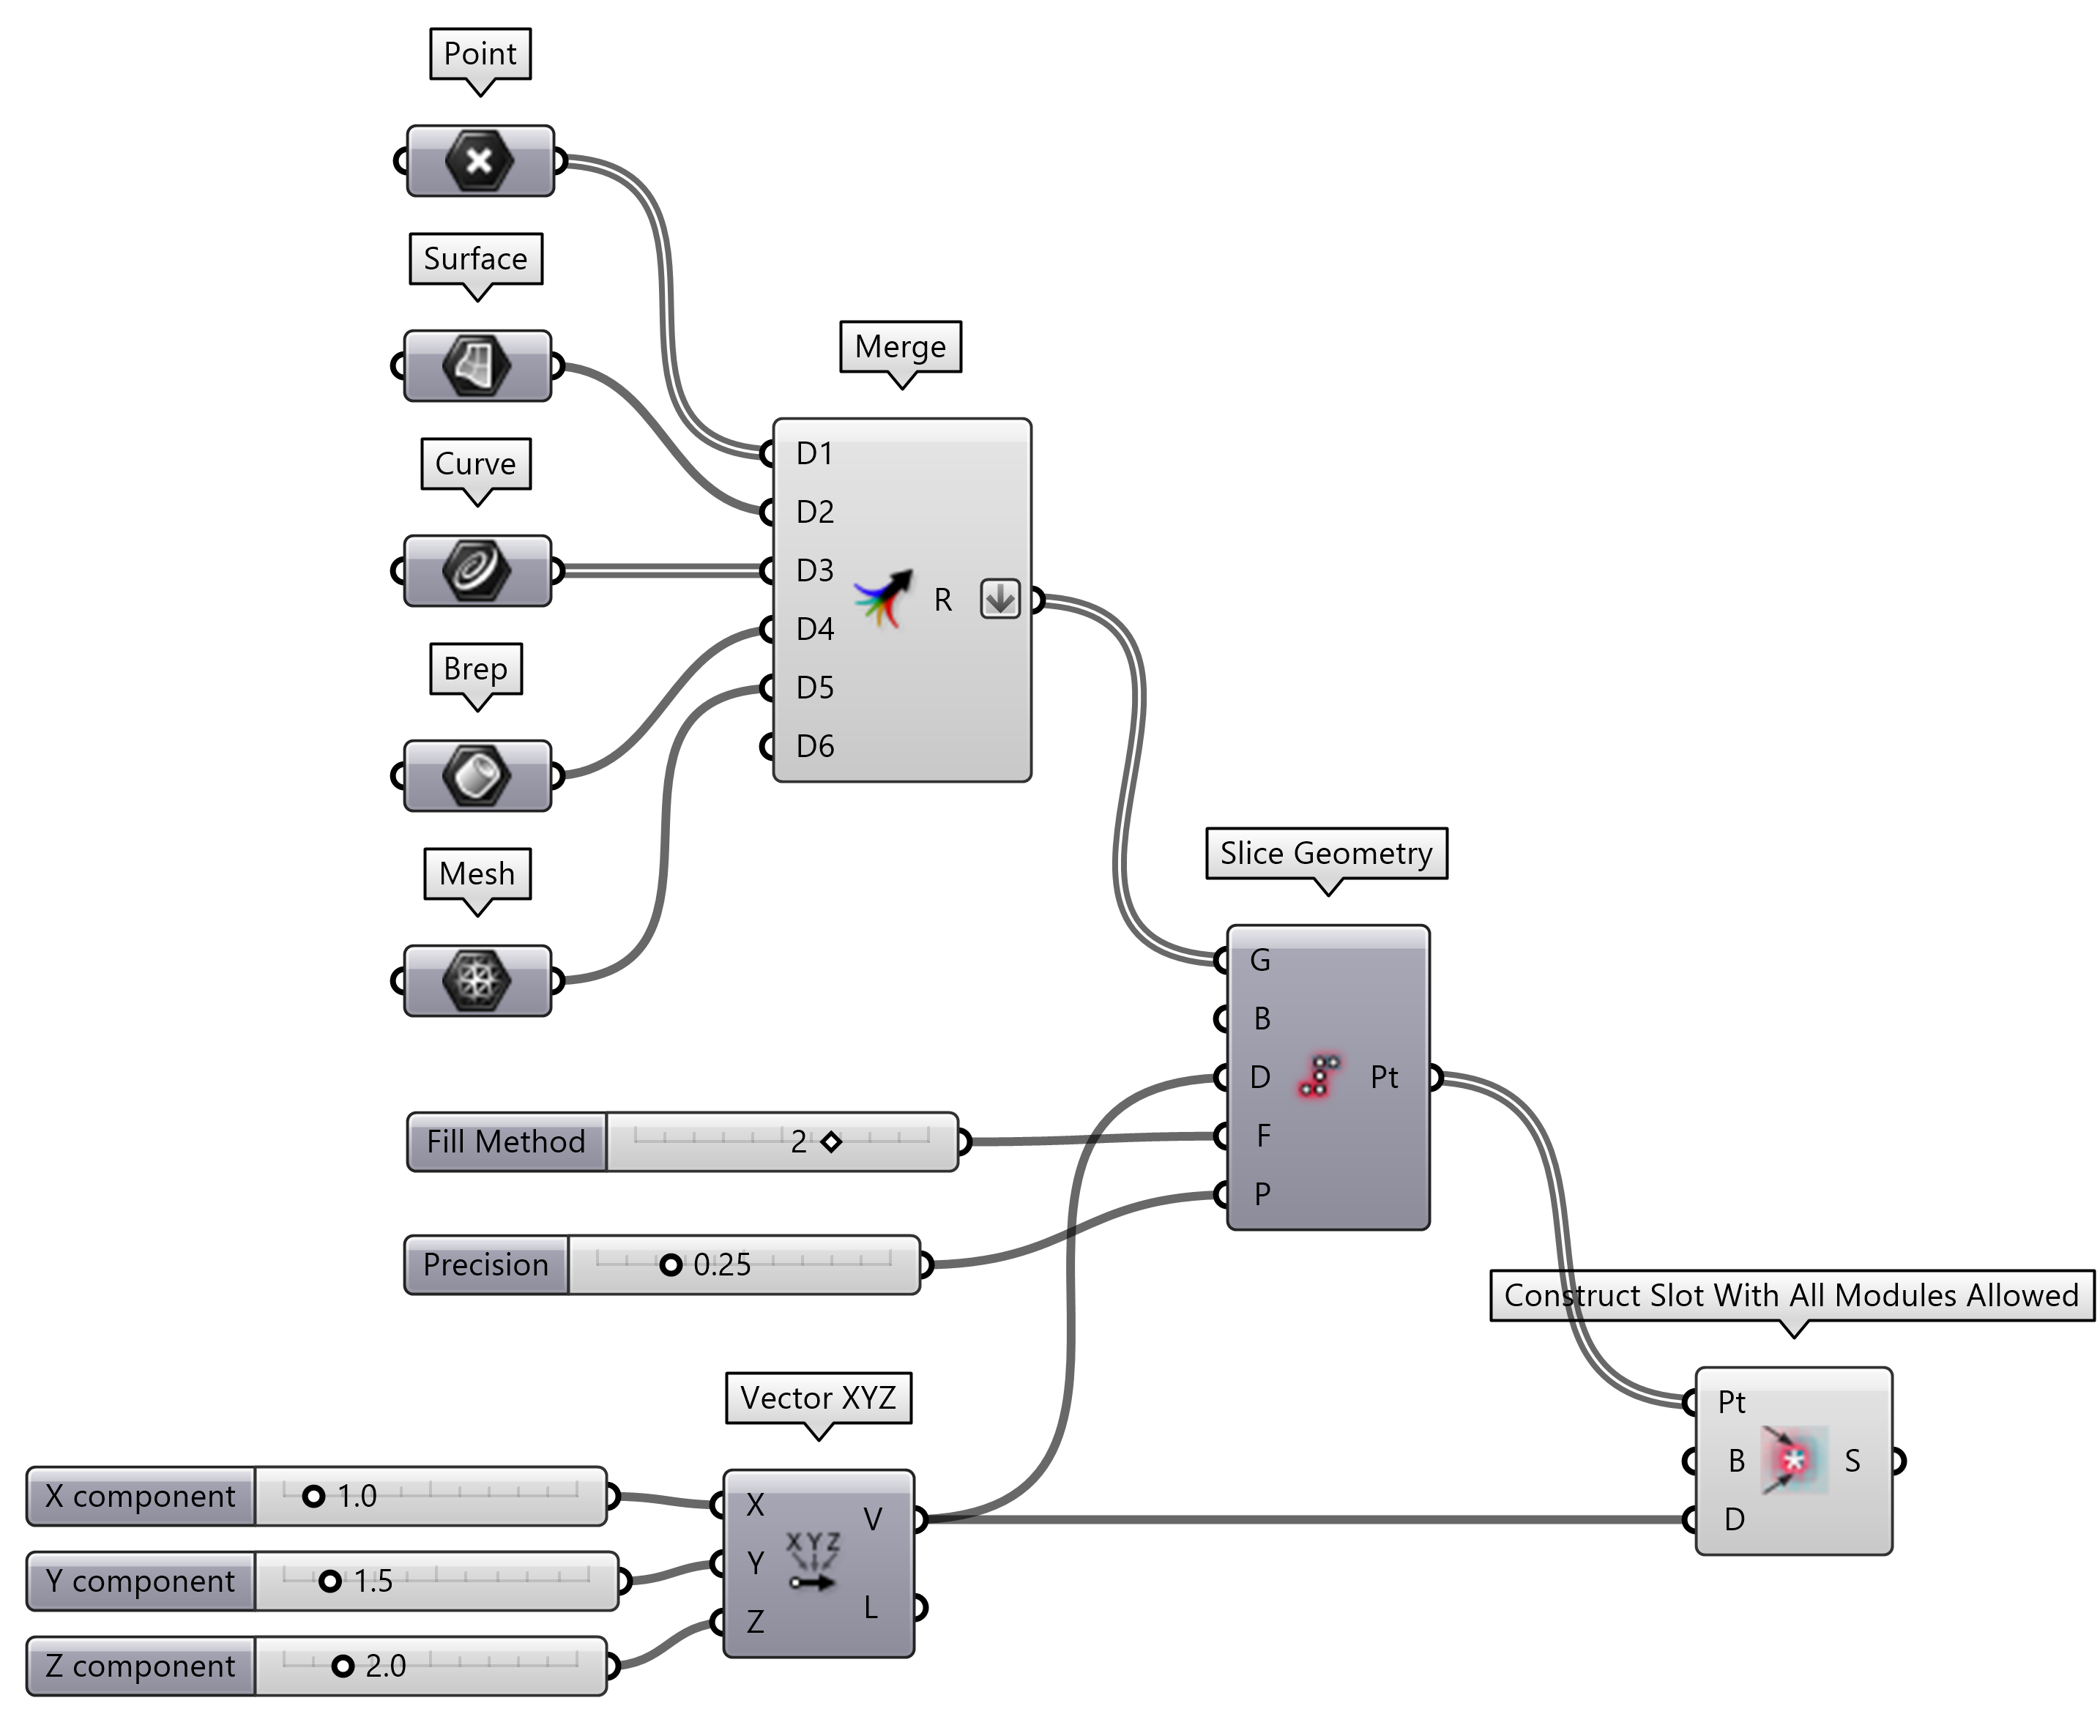 Point
Surface
Curve
Brep
Mesh
Merge
D1
D2
D3
D4
D5
D6
R
Slice Geometry
G
B
D
F
P
Pt
Fill Method 2
Precision 0.25
Construct Slot With All Modules Allowed
Pt
B
D
S
Vector XYZ
X component 1.0
Y component 1.5
Z component 2.0
X
Y
Z
X Y Z
V
L